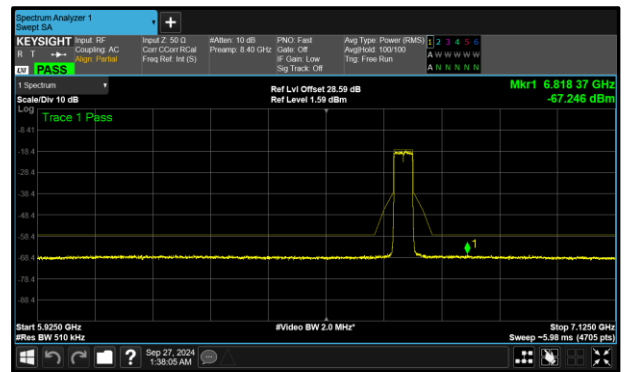 Spectrum Analyzer 1
Swept SA
+
KEYSIGHT Input: RF Input Z: 50 Ω #Atten: 10 dB PNO: Fast Avg Type: Power (RMS) 1 2 3 4 5 6
R T Coupling: AC Corr CCorr RCal Preamp: 8.40 GHz Gate: Off Avg|Hold: 100/100 A W W W W W
Align: Partial Freq Ref: Int (S) IF Gain: Low Trig: Free Run
PASS Sig Track: Off A N N N N N
1 Spectrum Ref Lvl Offset 28.59 dB Mkr1 6.818 37 GHz
Scale/Div 10 dB Ref Level 1.59 dBm -67.246 dBm
Log
Trace 1 Pass
-8.41
-18.4
-28.4
-38.4
-48.4
-58.4
1
-68.4
-78.4
-88.4
Start 5.9250 GHz #Video BW 2.0 MHz* Stop 7.1250 GHz
#Res BW 510 kHz Sweep ~5.98 ms (4705 pts)
? Sep 27, 2024
1:38:05 AM